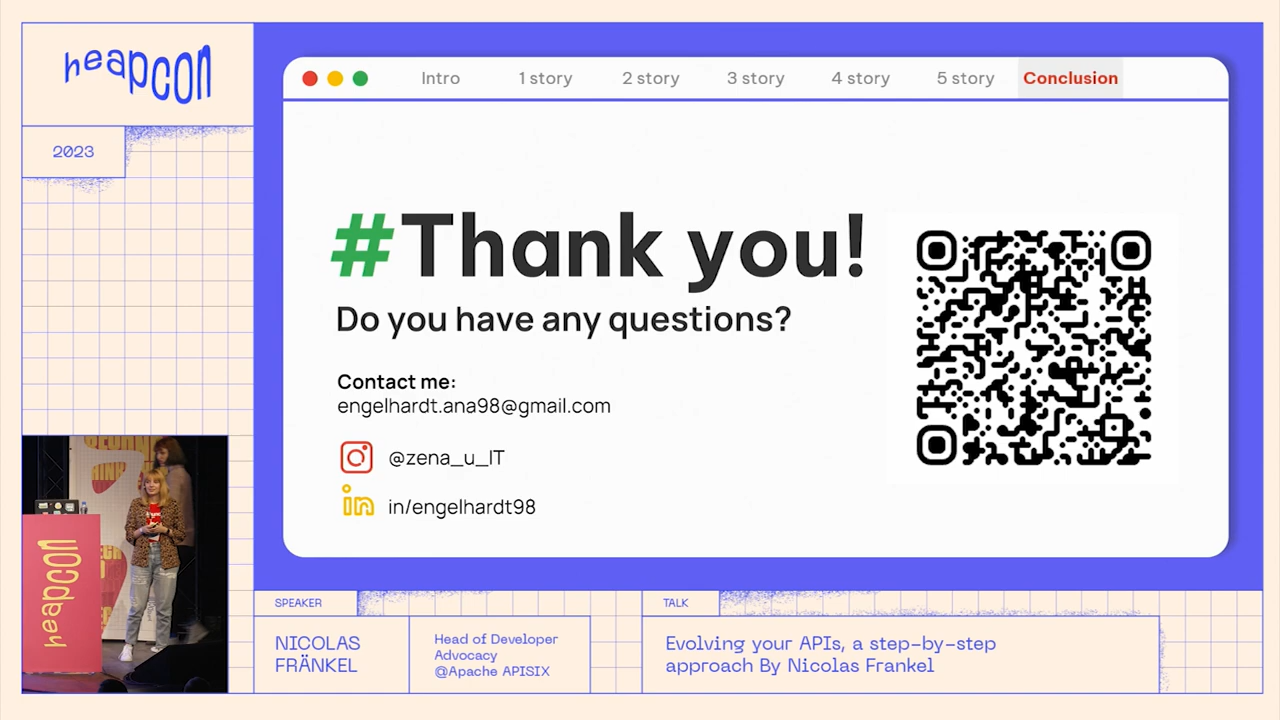 heapcon
2023
Intro
1 story
2 story
3 story
4 story
5 story
Conclusion
#Thank you!
Do you have any questions?
Contact me:
engelhardt.ana98@gmail.com
@zena_u_IT
in
in/engelhardt98
heapcon
SPEAKER
NICOLAS
FRÄNKEL
Head of Developer
Advocacy
@Apache APISIX
TALK
Evolving your APIs, a step-by-step
approach By Nicolas Frankel